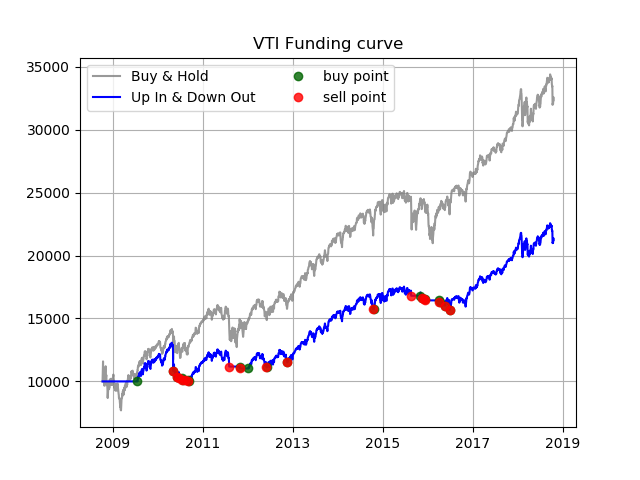 VTI Funding curve
Buy & Hold
Up In & Down Out
buy point
sell point
35000
30000
25000
20000
15000
10000
2009 2011 2013 2015 2017 2019